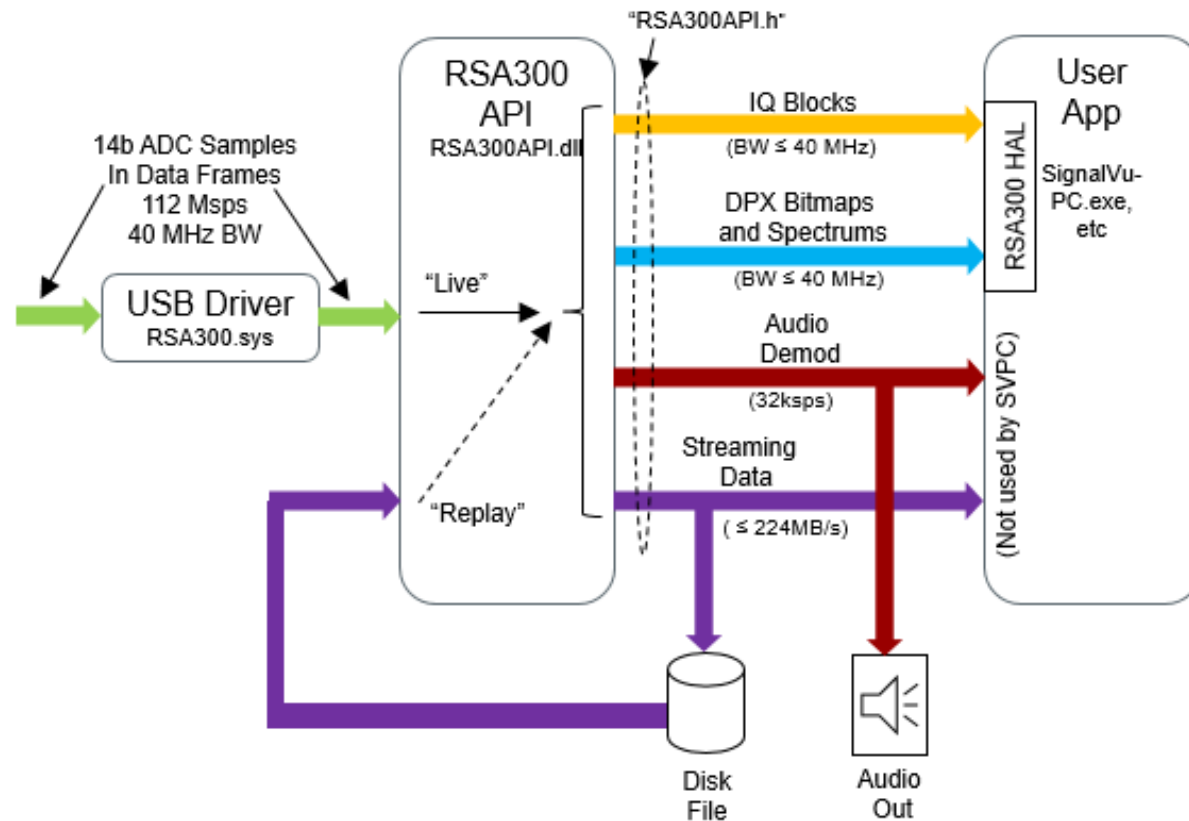 "RSA300API.h"
RSA300
API
RSA300API.dll
User
App
14b ADC Samples
In Data Frames
112 Msps
40 MHz BW
USB Driver
RSA300.sys
"Live"
"Replay"
IQ Blocks
(BW ≤ 40 MHz)
DPX Bitmaps
and Spectrums
(BW ≤ 40 MHz)
Audio
Demod
(32ksps)
Streaming
Data
( ≤ 224MB/s)
RSA300 HAL
SignalVu-
PC.exe,
etc
(Not used by SVPC)
Disk
File
Audio
Out